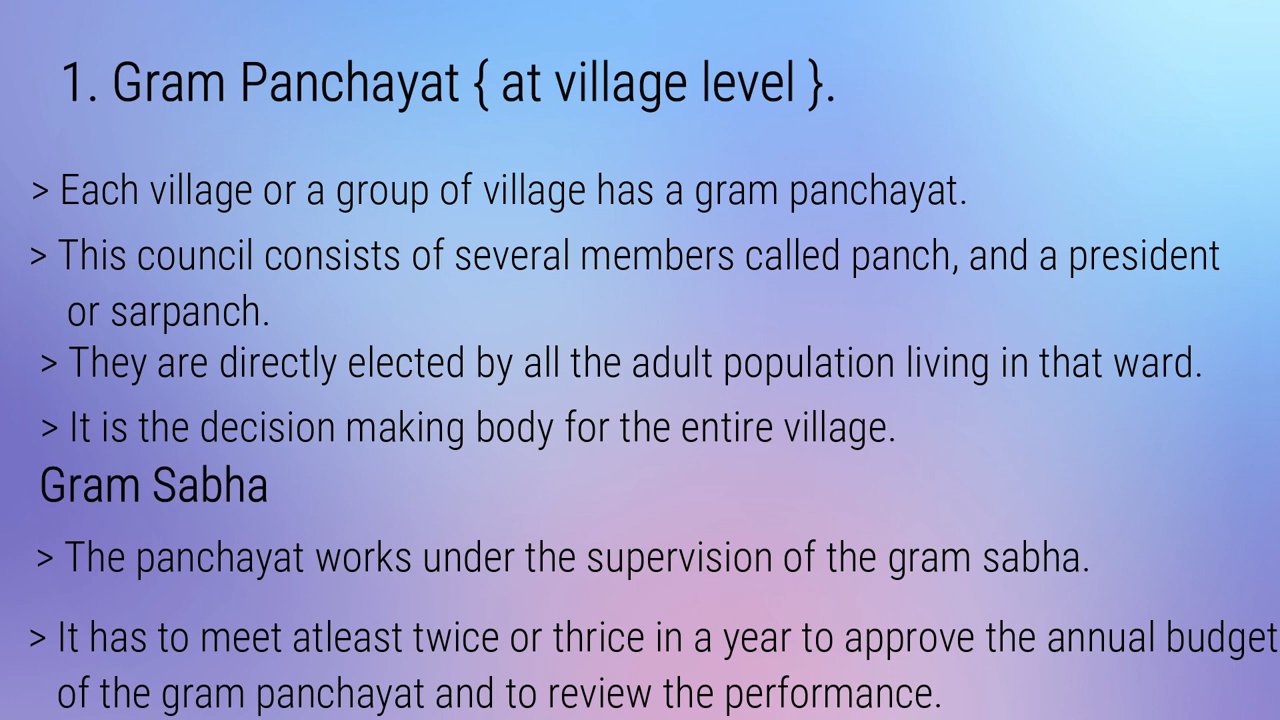 1. Gram Panchayat { at village level }.
> Each village or a group of village has a gram panchayat.
> This council consists of several members called panch, and a president
or sarpanch.
> They are directly elected by all the adult population living in that ward.
> It is the decision making body for the entire village.
Gram Sabha
> The panchayat works under the supervision of the gram sabha.
> It has to meet atleast twice or thrice in a year to approve the annual budget
of the gram panchayat and to review the performance.